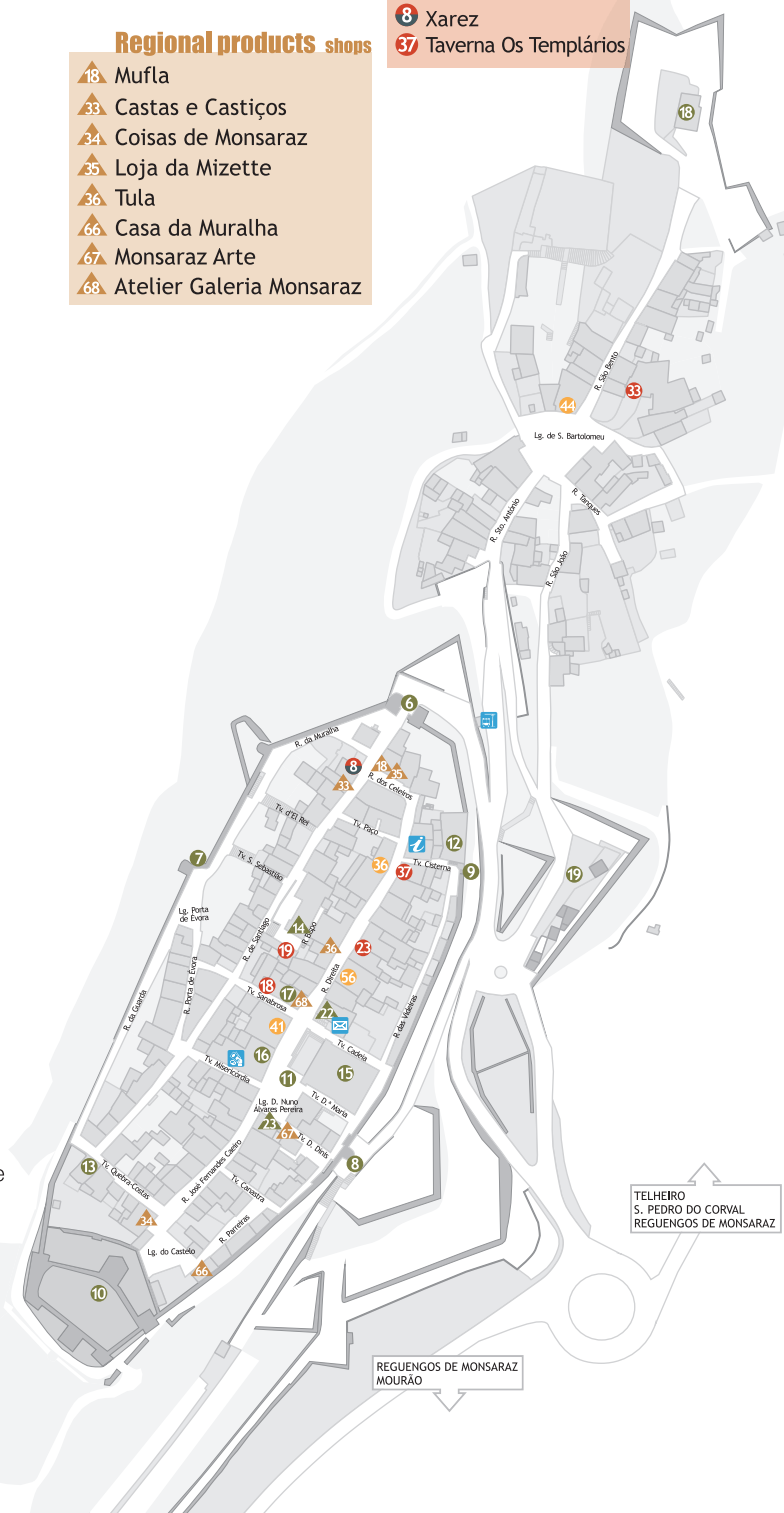 8 Xarez
37 Taverna Os Templários
Regional products shops
18 Mufla
33 Castas e Castiços
34 Coisas de Monsaraz
35 Loja da Mizette
36 Tula
66 Casa da Muralha
67 Monsaraz Arte
68 Atelier Galeria Monsaraz
18
R. São Bento
33
44
Lg. de S. Bartolomeu
R. Tanques
R. Sto. António
R. São João
6
R. da Muralha
8
18
35
33
R. dos Celeiros
Tv. d'El Rei
Tv. Paço
i
12
7
Tv. S. Sebastião
36
37
Tv. Cisterna
9
19
Lg. Porta
de Évora
14
R. Bispo
R. de Santiago
19
36
23
R. Direita
56
R. Porta de Évora
R. da Guarda
18
17
68
Tv. Sanabrosa
22
R. das Videiras
41
Tv. Cadeia
16
Tv. Misericórdia
11
15
Lg. D. Nuno
Álvares Pereira
Tv. D.ª Maria
23
67
Tv. D. Dinis
8
13
Tv. Quebra-Costas
R. José Fernandes Caeiro
Tv. Canastra
e
34
R. Parreiras
Lg. do Castelo
66
10
TELHEIRO
S. PEDRO DO CORVAL
REGUENGOS DE MONSARAZ
REGUENGOS DE MONSARAZ
MOURÃO